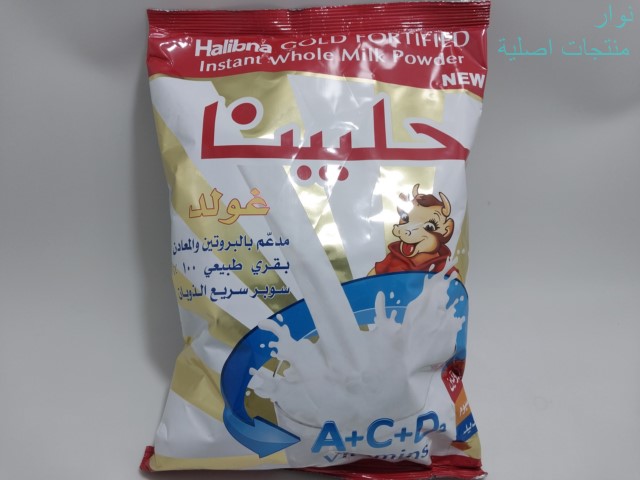 نوار
منتجات اصلية
Halibna GOLD FORTIFIED
Instant Whole Milk Powder
NEW
حليبنا
غولد
مدعّم بالبروتين والمعادن
بقري طبيعي ١٠٠٪
سوبر سريع الذوبان
A+C+D₃
Vitamins